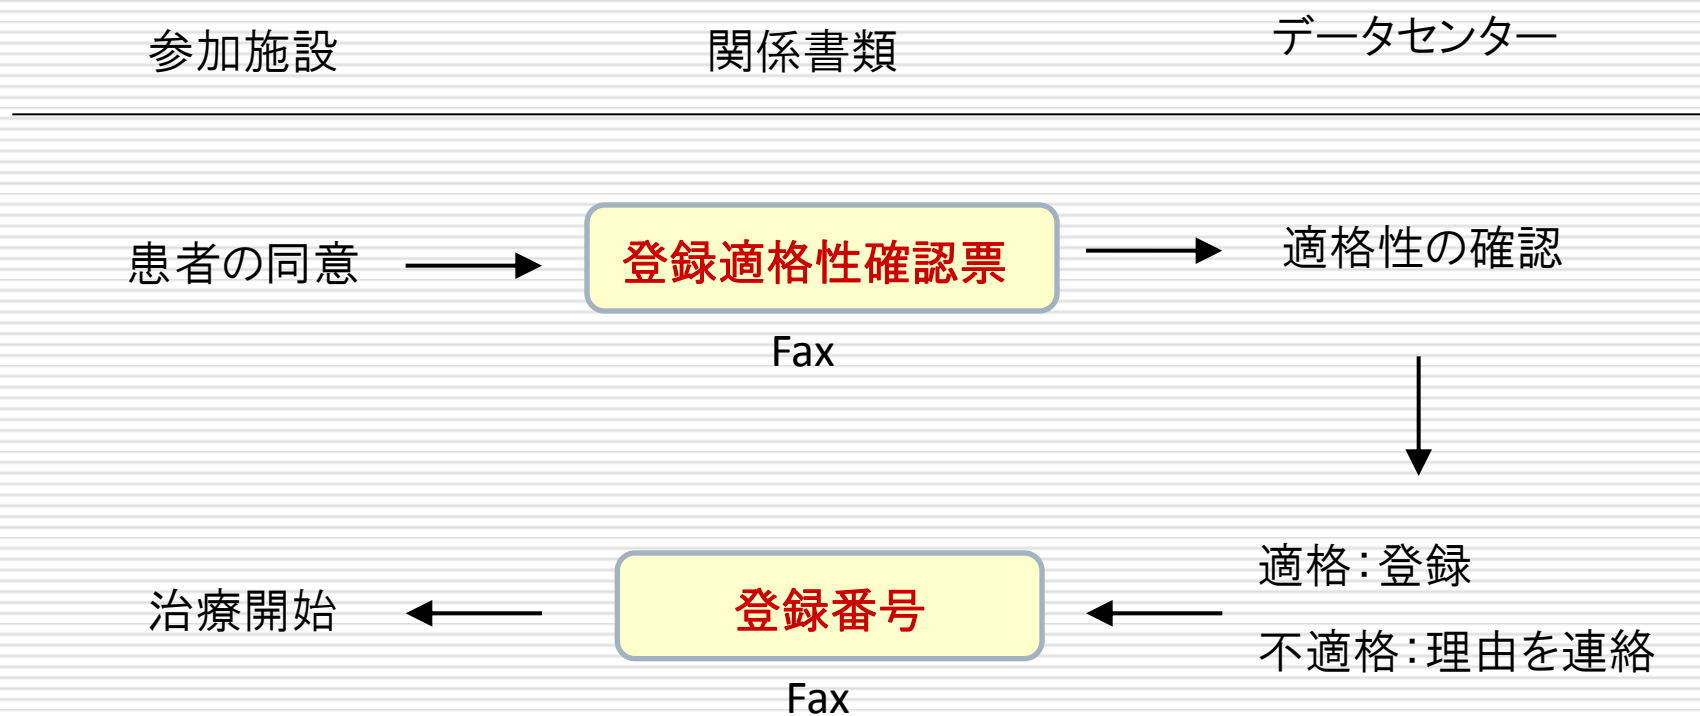 参加施設
関係書類
データセンター
患者の同意
登録適格性確認票
適格性の確認
Fax
適格：登録
治療開始
登録番号
不適格：理由を連絡
Fax